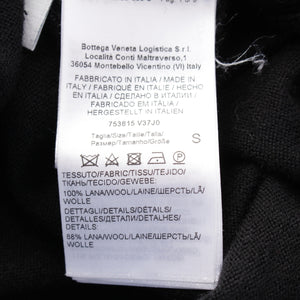 Bottega Veneta Logistica S.r.l.
Località Conti Maltraverso,1
36054 Montebello Vicentino (VI) Italy
FABBRICATO IN ITALIA / MADE IN
ITALY / FABRIQUÉ EN ITALIE / HECHO
EN ITALIA / СДЕЛАНО В ИТАЛИИ /
FABRICADO EM ITÁLIA /
HERGESTELLT IN ITALIEN
753815 V37J0
Taglia/Size/Taille/Talla/
Размер/Tamanho/Größe: S
TESSUTO/FABRIC/TISSU/TEJIDO/
ТКАНЬ/TECIDO/GEWEBE:
100% LANA/WOOL/LAINE/ШЕРСТЬ/LÃ/
WOLLE
DETTAGLI/DETAILS/DÉTAILS/
DETALLES/ДЕТАЛИ/DETALHES/
DETAILS:
88% LANA/WOOL/LAINE/ШЕРСТЬ/LÃ/
WOLLE